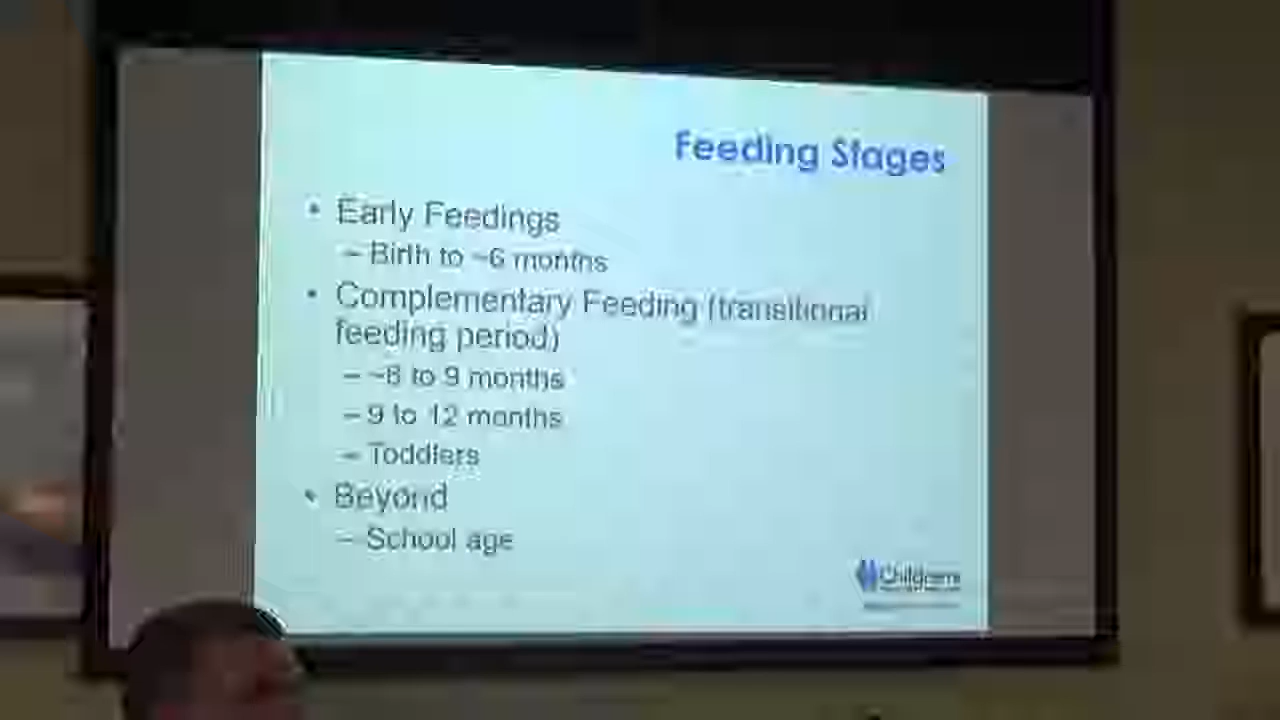 Feeding Stages
• Early Feedings
– Birth to ~6 months
• Complementary Feeding (transitional
feeding period)
– ~6 to 9 months
– 9 to 12 months
– Toddlers
• Beyond
– School age